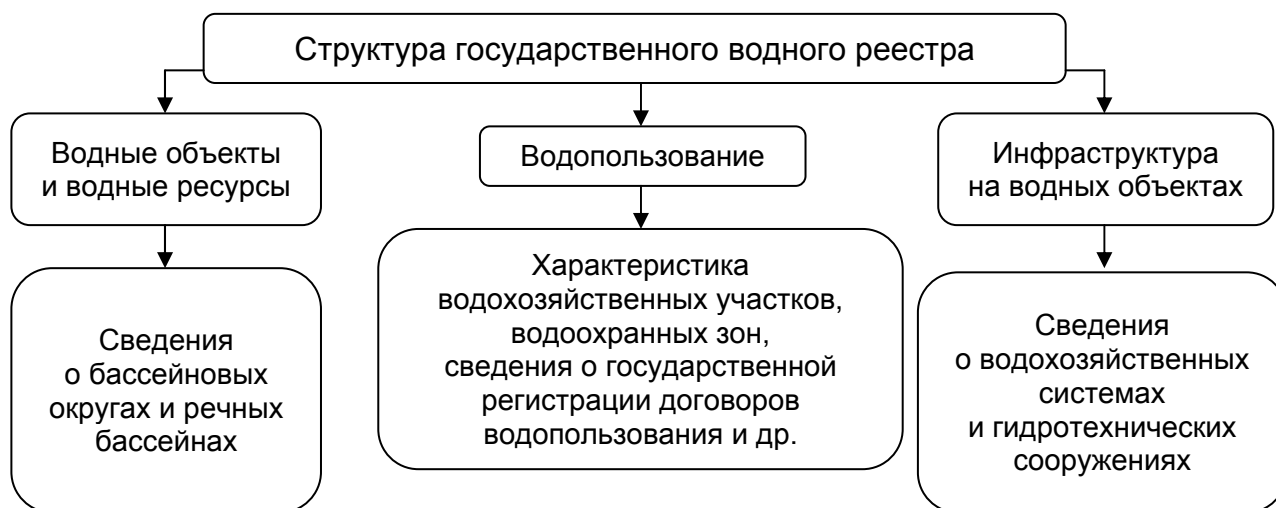 Структура государственного водного реестра
Водные объекты
и водные ресурсы
Водопользование
Инфраструктура
на водных объектах
Сведения
о бассейновых
округах и речных
бассейнах
Характеристика
водохозяйственных участков,
водоохранных зон,
сведения о государственной
регистрации договоров
водопользования и др.
Сведения
о водохозяйственных
системах
и гидротехнических
сооружениях